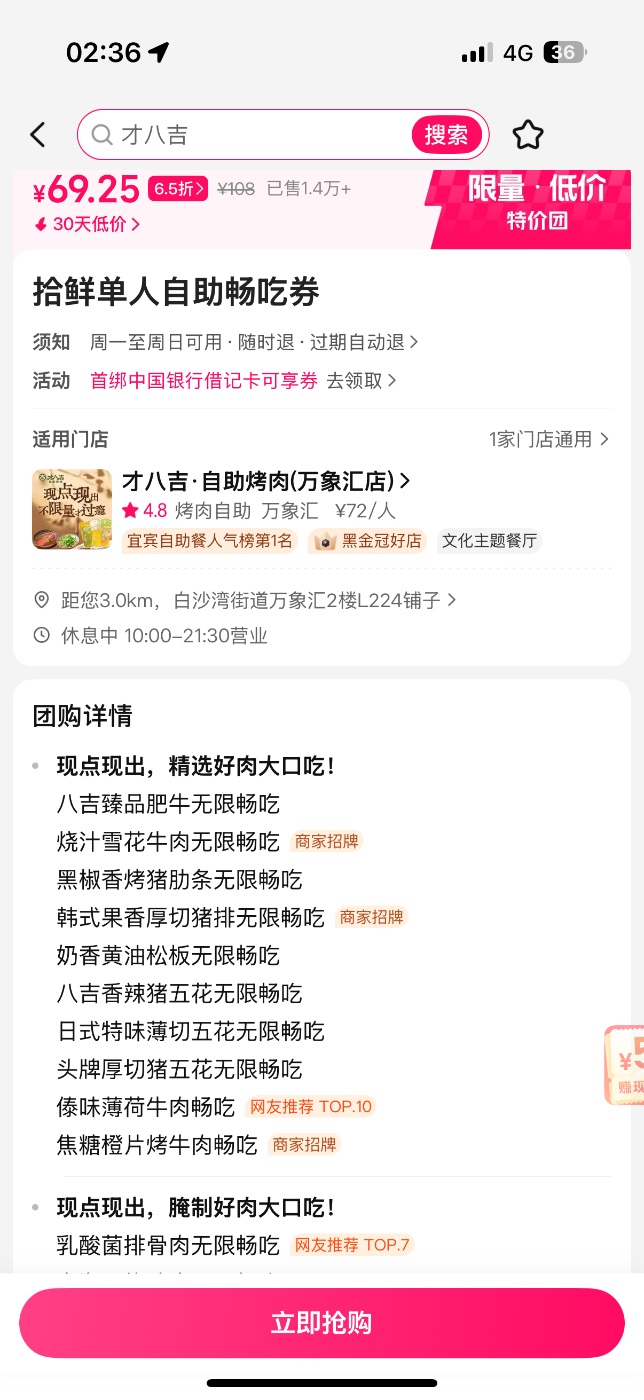 02:36 4G 36
才八吉 搜索
¥69.25 6.5折 ¥108 已售1.4万+
限量·低价
30天低价
特价团
拾鲜单人自助畅吃券
须知 周一至周日可用·随时退·过期自动退
活动 首绑中国银行借记卡可享券 去领取
适用门店 1家门店通用
现点现出
不限量才过瘾
才八吉·自助烤肉(万象汇店)
4.8 烤肉自助 万象汇 ¥72/人
宜宾自助餐人气榜第1名 黑金冠好店 文化主题餐厅
距您3.0km，白沙湾街道万象汇2楼L224铺子
休息中 10:00-21:30营业
团购详情
现点现出，精选好肉大口吃！
八吉臻品肥牛无限畅吃
烧汁雪花牛肉无限畅吃 商家招牌
黑椒香烤猪肋条无限畅吃
韩式果香厚切猪排无限畅吃 商家招牌
奶香黄油松板无限畅吃
八吉香辣猪五花无限畅吃
日式特味薄切五花无限畅吃
头牌厚切猪五花无限畅吃
傣味薄荷牛肉畅吃 网友推荐 TOP.10
焦糖橙片烤牛肉畅吃 商家招牌
现点现出，腌制好肉大口吃！
乳酸菌排骨肉无限畅吃 网友推荐 TOP.7
立即抢购